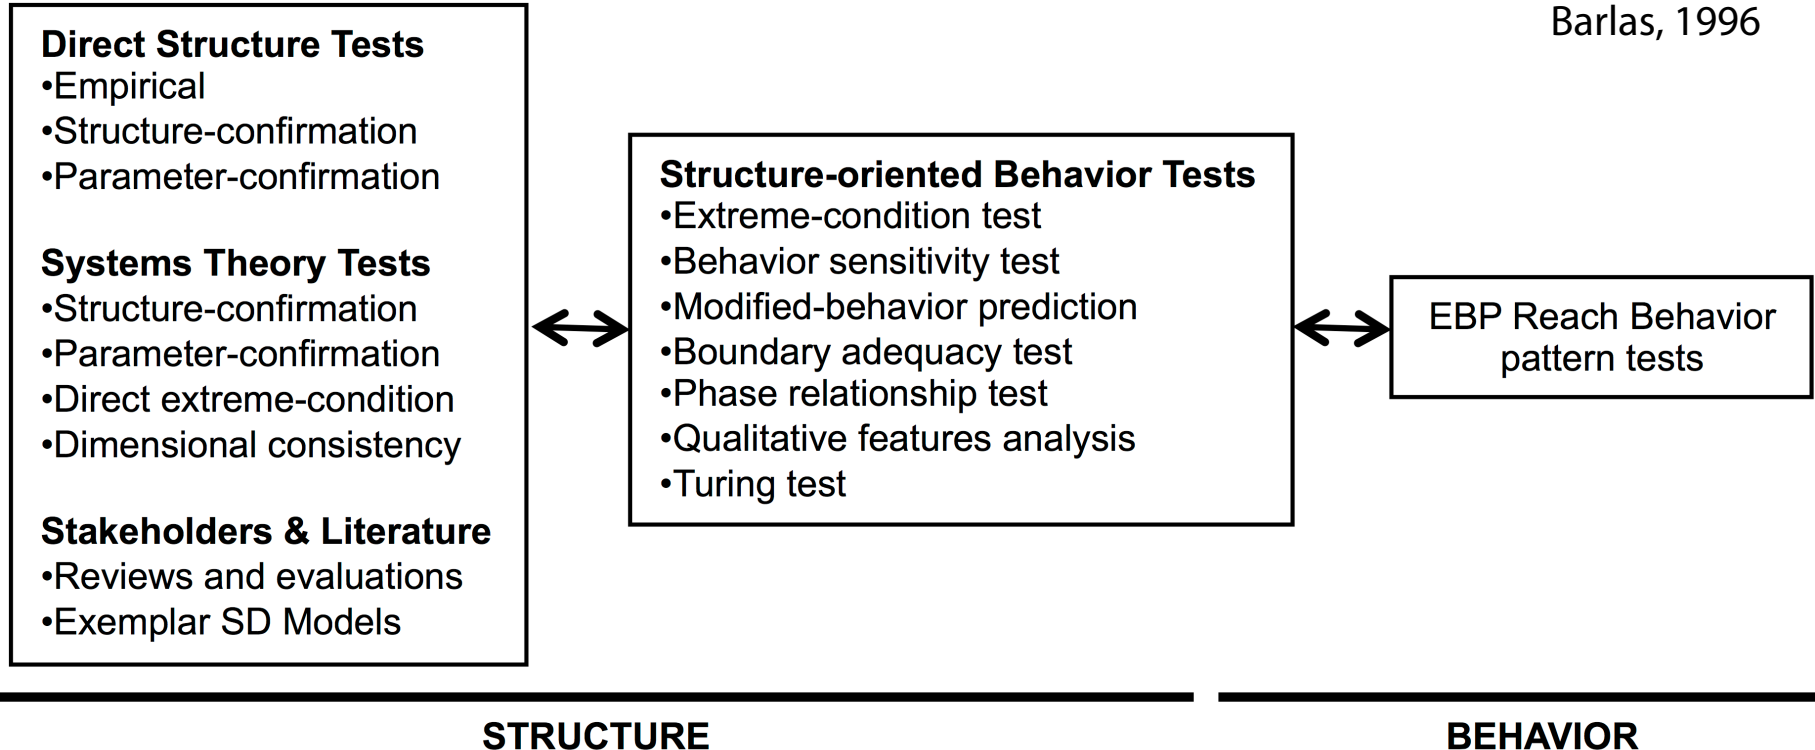 Barlas, 1996
Direct Structure Tests
•Empirical
•Structure-confirmation
•Parameter-confirmation
Systems Theory Tests
•Structure-confirmation
•Parameter-confirmation
•Direct extreme-condition
•Dimensional consistency
Stakeholders & Literature
•Reviews and evaluations
•Exemplar SD Models
Structure-oriented Behavior Tests
•Extreme-condition test
•Behavior sensitivity test
•Modified-behavior prediction
•Boundary adequacy test
•Phase relationship test
•Qualitative features analysis
•Turing test
EBP Reach Behavior
pattern tests
STRUCTURE
BEHAVIOR